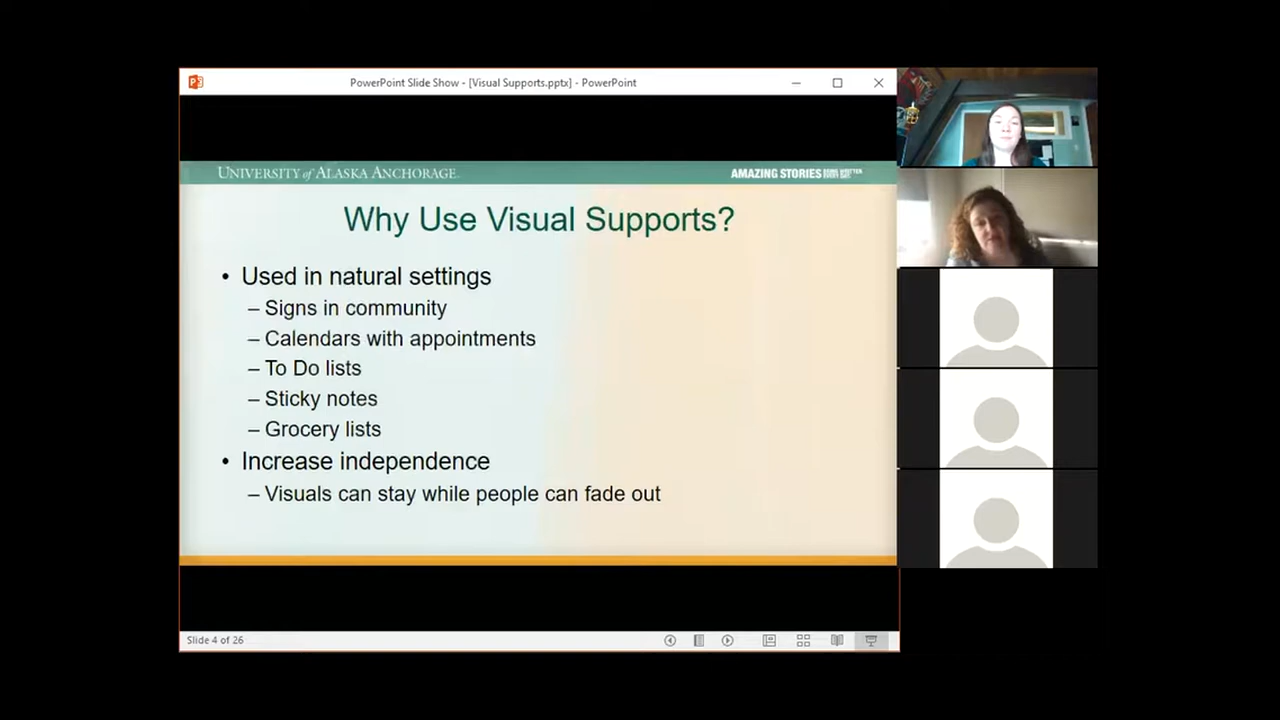 PowerPoint Slide Show - [Visual Supports.pptx] - PowerPoint
UNIVERSITY of ALASKA ANCHORAGE.
AMAZING STORIES
Why Use Visual Supports?
• Used in natural settings
– Signs in community
– Calendars with appointments
– To Do lists
– Sticky notes
– Grocery lists
• Increase independence
– Visuals can stay while people can fade out
Slide 4 of 26